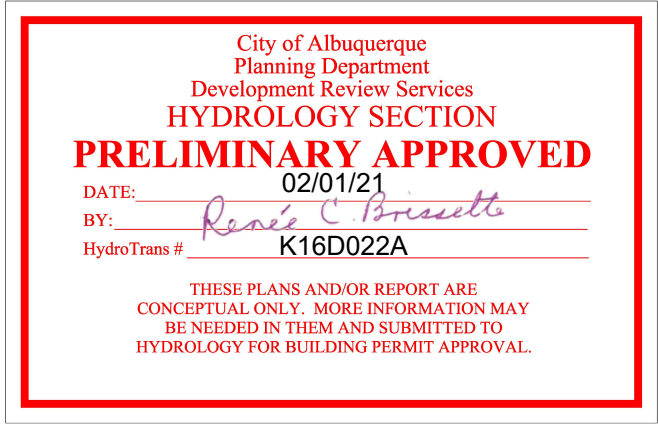 City of Albuquerque
Planning Department
Development Review Services
HYDROLOGY SECTION
PRELIMINARY APPROVED
DATE: 02/01/21
BY: Renée C. Brissette
HydroTrans # K16D022A
THESE PLANS AND/OR REPORT ARE
CONCEPTUAL ONLY. MORE INFORMATION MAY
BE NEEDED IN THEM AND SUBMITTED TO
HYDROLOGY FOR BUILDING PERMIT APPROVAL.